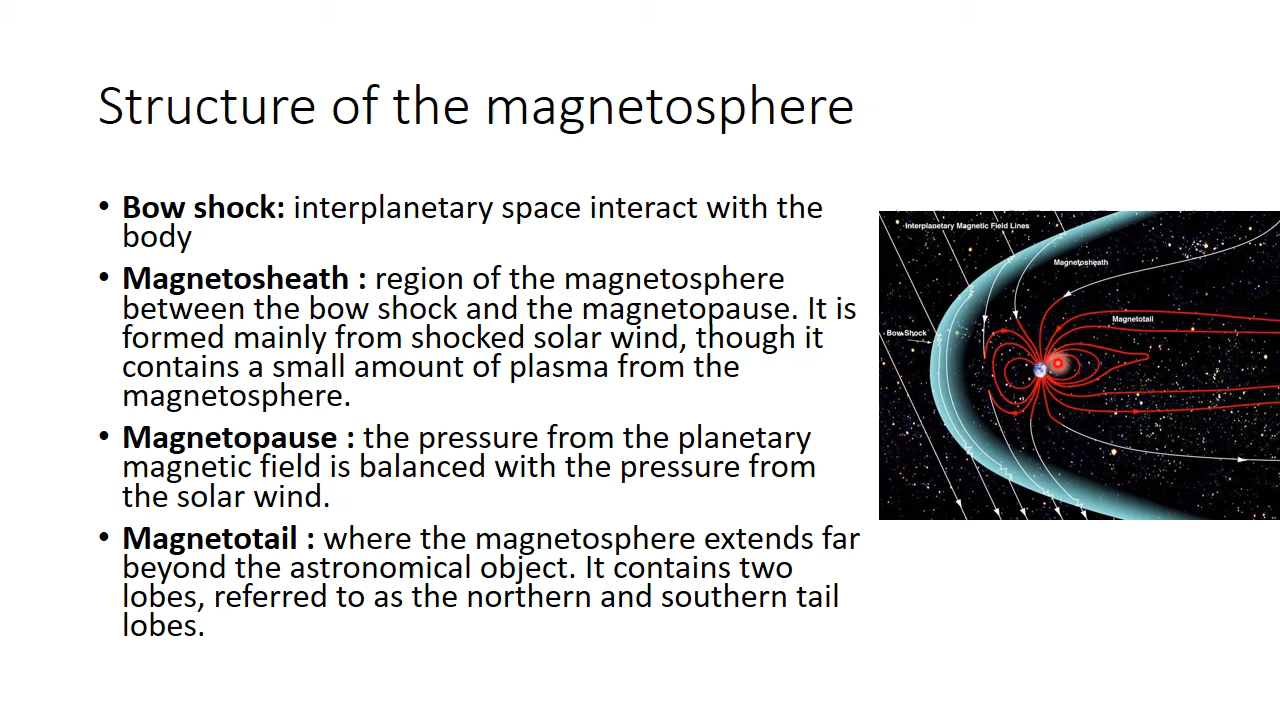 Structure of the magnetosphere
• Bow shock: interplanetary space interact with the
body
• Magnetosheath : region of the magnetosphere
between the bow shock and the magnetopause. It is
formed mainly from shocked solar wind, though it
contains a small amount of plasma from the
magnetosphere.
• Magnetopause : the pressure from the planetary
magnetic field is balanced with the pressure from
the solar wind.
• Magnetotail : where the magnetosphere extends far
beyond the astronomical object. It contains two
lobes, referred to as the northern and southern tail
lobes.
Interplanetary Magnetic Field Lines
Magnetosheath
Magnetotail
Bow Shock